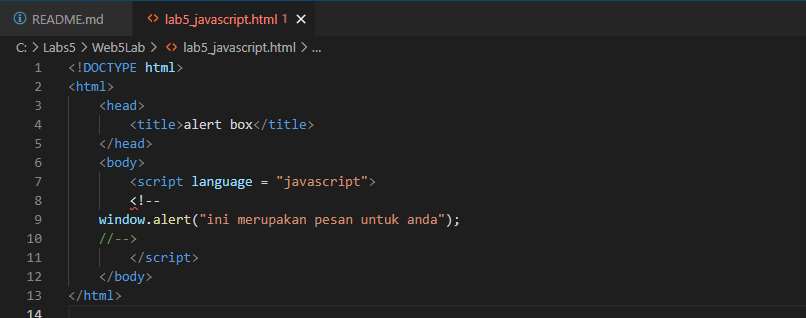 README.md lab5_javascript.html 1
C: > Labs5 > Web5Lab > lab5_javascript.html > ...
1 <!DOCTYPE html>
2 <html>
3 <head>
4 <title>alert box</title>
5 </head>
6 <body>
7 <script language = "javascript">
8 <!--
9 window.alert("ini merupakan pesan untuk anda");
10 //-->
11 </script>
12 </body>
13 </html>
14